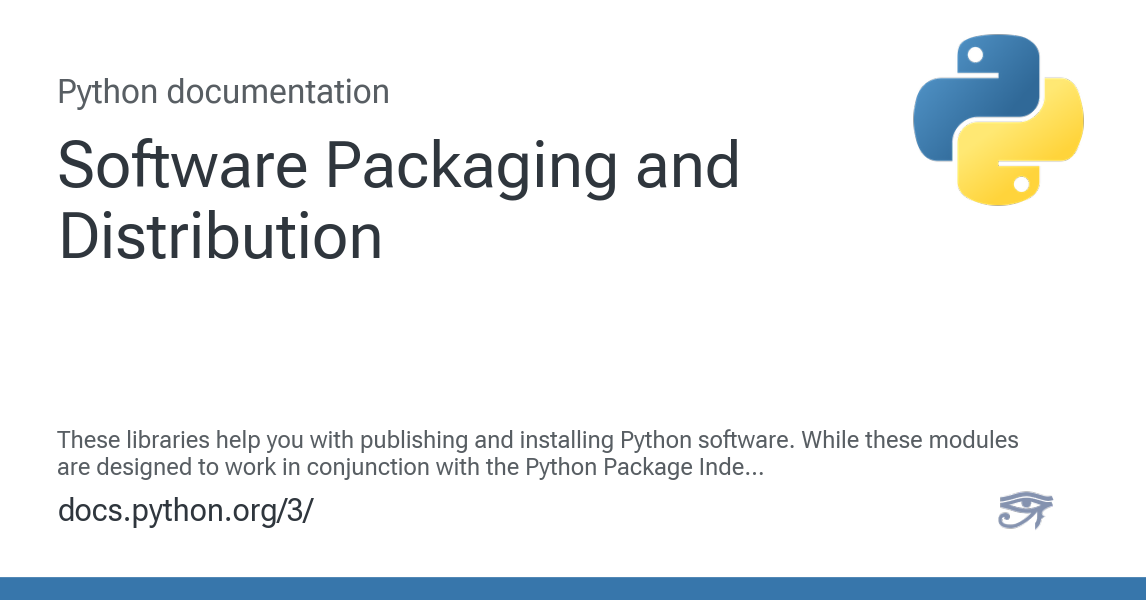 Python documentation
Software Packaging and
Distribution
These libraries help you with publishing and installing Python software. While these modules
are designed to work in conjunction with the Python Package Inde...
docs.python.org/3/